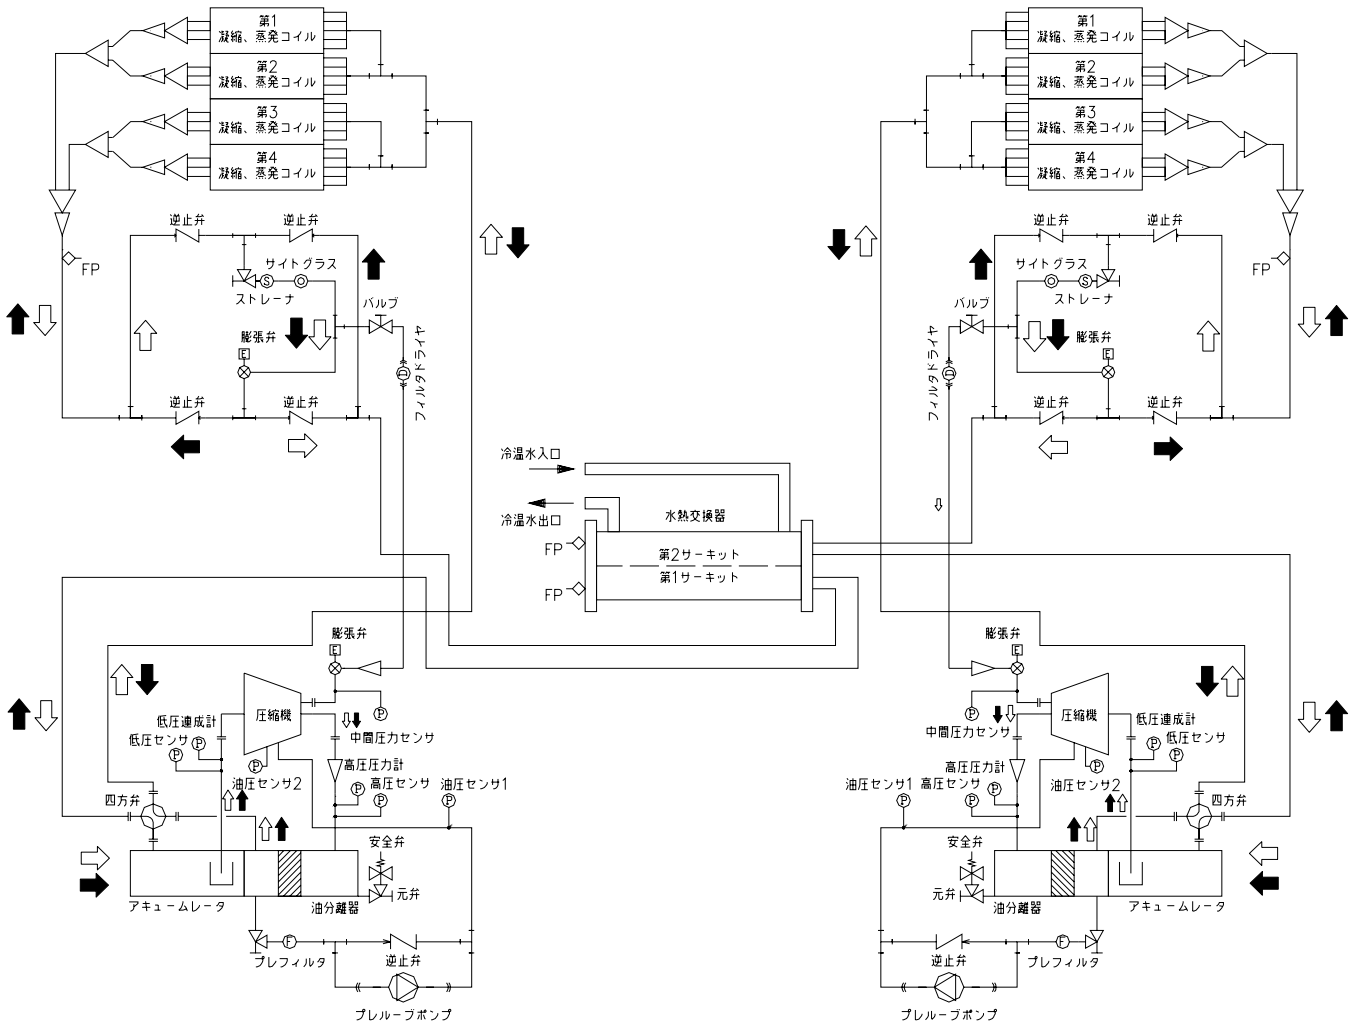 第1
凝縮、蒸発コイル
第2
凝縮、蒸発コイル
第3
凝縮、蒸発コイル
第4
凝縮、蒸発コイル
逆止弁
逆止弁
FP
サイトグラス
ストレーナ
バルブ
膨張弁
E
S
D
フィルタドライヤ
逆止弁
第1
凝縮、蒸発コイル
第2
凝縮、蒸発コイル
第3
凝縮、蒸発コイル
第4
凝縮、蒸発コイル
逆止弁
逆止弁
FP
サイトグラス
ストレーナ
バルブ
膨張弁
E
S
D
フィルタドライヤ
逆止弁
冷温水入口
冷温水出口
水熱交換器
FP
第2サーキット
第1サーキット
FP
膨張弁
E
圧縮機
P
中間圧力センサ
低圧連成計
P
低圧センサ
P
油圧センサ2
P
高圧圧力計
P
高圧センサ
P
油圧センサ1
P
四方弁
安全弁
元弁
アキュームレータ
油分離器
F
プレフィルタ
逆止弁
プレルーブポンプ
膨張弁
E
圧縮機
P
中間圧力センサ
低圧連成計
P
低圧センサ
P
油圧センサ2
P
高圧圧力計
P
高圧センサ
P
油圧センサ1
P
四方弁
安全弁
元弁
油分離器
アキュームレータ
F
プレフィルタ
逆止弁
プレルーブポンプ